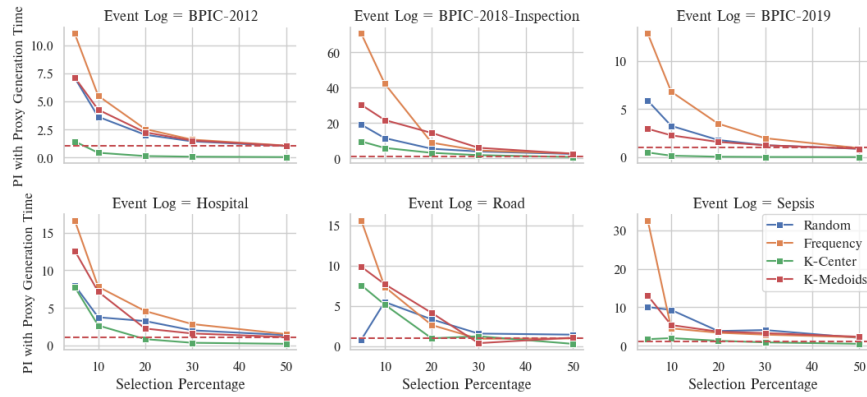 Event Log = BPIC-2012
Event Log = BPIC-2018-Inspection
Event Log = BPIC-2019
PI with Proxy Generation Time
10.0
7.5
5.0
2.5
0.0
60
40
20
0
10
5
0
Event Log = Hospital
Event Log = Road
Event Log = Sepsis
PI with Proxy Generation Time
15
10
5
0
15
10
5
0
30
20
10
0
Random
Frequency
K-Center
K-Medoids
10 20 30 40 50
10 20 30 40 50
10 20 30 40 50
Selection Percentage
Selection Percentage
Selection Percentage